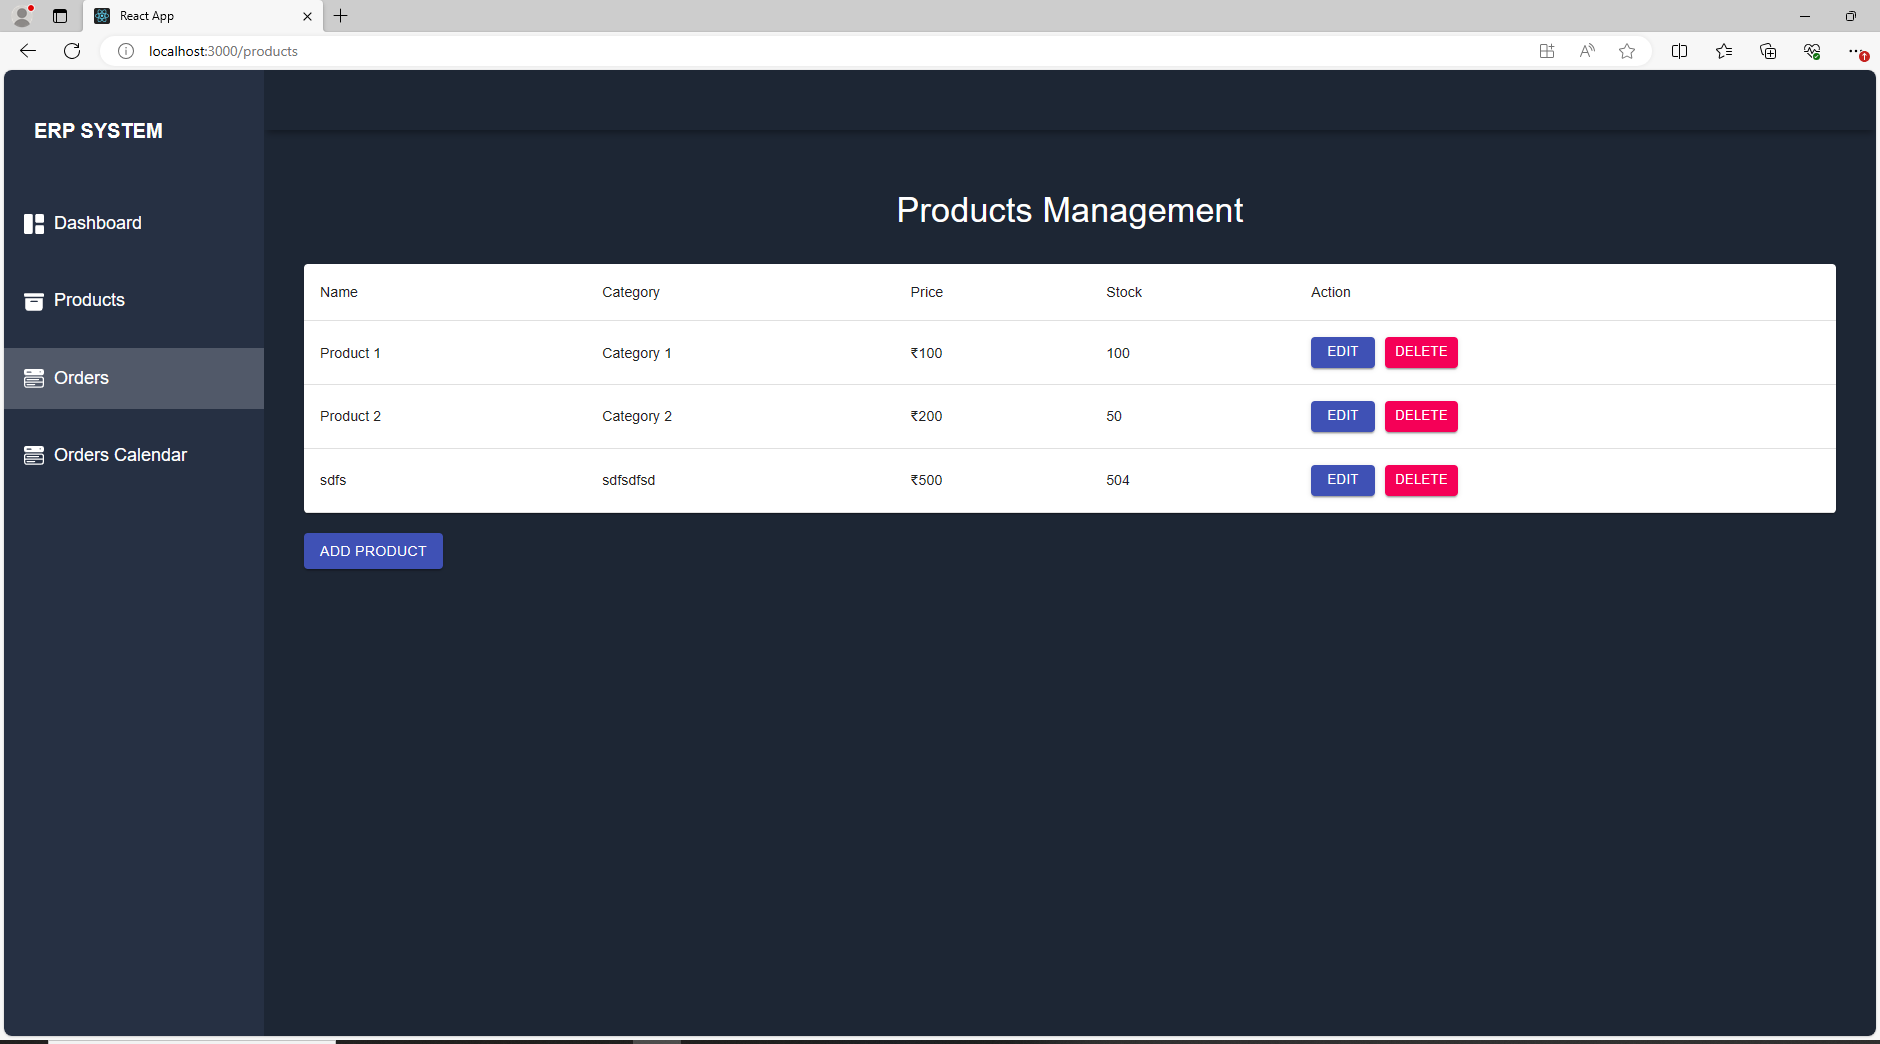 React App
localhost:3000/products
ERP SYSTEM
Dashboard
Products
Orders
Orders Calendar
Products Management
Name Category Price Stock Action
Product 1 Category 1 ₹100 100 EDIT DELETE
Product 2 Category 2 ₹200 50 EDIT DELETE
sdfs sdfsdfsd ₹500 504 EDIT DELETE
ADD PRODUCT